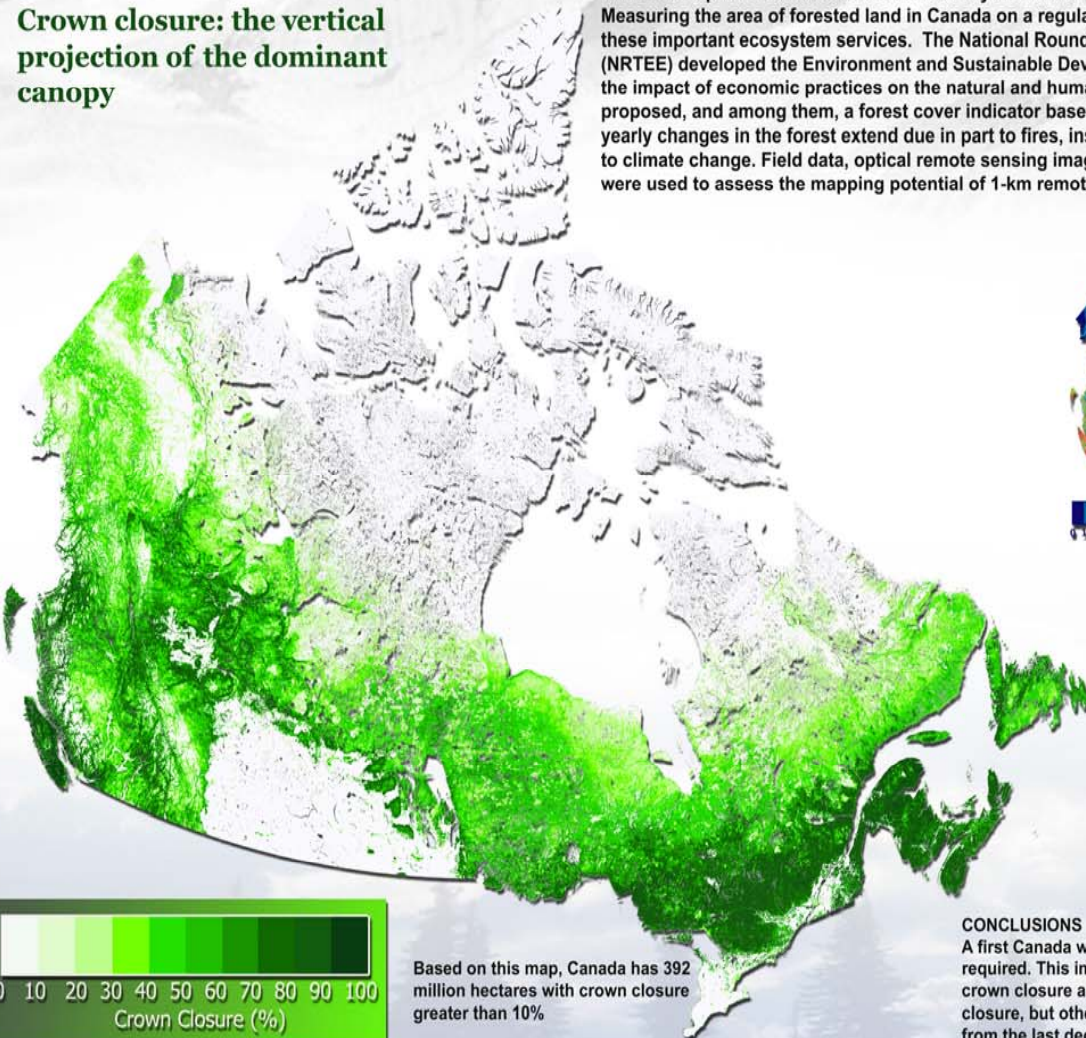 Crown closure: the vertical
projection of the dominant
canopy
Measuring the area of forested land in Canada on a regula
these important ecosystem services. The National Round
(NRTEE) developed the Environment and Sustainable Dev
the impact of economic practices on the natural and huma
proposed, and among them, a forest cover indicator base
yearly changes in the forest extend due in part to fires, ins
to climate change. Field data, optical remote sensing imag
were used to assess the mapping potential of 1-km remot
0 10 20 30 40 50 60 70 80 90 100
Crown Closure (%)
Based on this map, Canada has 392
million hectares with crown closure
greater than 10%
CONCLUSIONS
A first Canada w
required. This in
crown closure a
closure, but othe
from the last dec